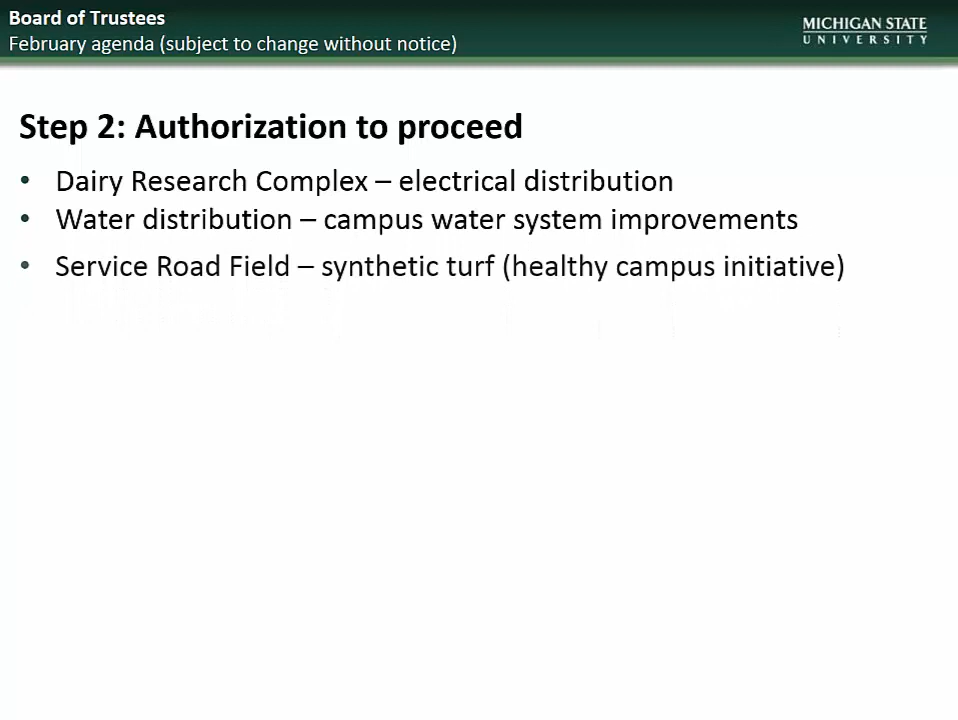 Board of Trustees
February agenda (subject to change without notice)
MICHIGAN STATE
UNIVERSITY
Step 2: Authorization to proceed
• Dairy Research Complex – electrical distribution
• Water distribution – campus water system improvements
• Service Road Field – synthetic turf (healthy campus initiative)